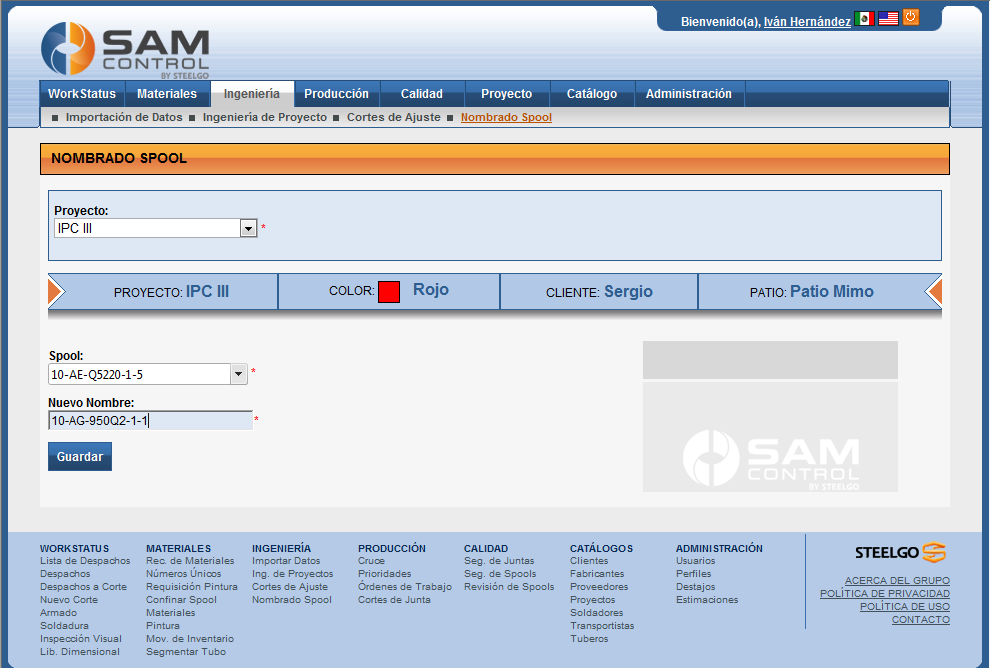 Bienvenido(a), Iván Hernández
SAM
CONTROL
BY STEELGO
WorkStatus Materiales Ingeniería Producción Calidad Proyecto Catálogo Administración
Importación de Datos Ingeniería de Proyecto Cortes de Ajuste Nombrado Spool
NOMBRADO SPOOL
Proyecto:
IPC III *
PROYECTO: IPC III COLOR: Rojo CLIENTE: Sergio PATIO: Patio Mimo
Spool:
10-AE-Q5220-1-5 *
Nuevo Nombre:
10-AG-950Q2-1-1 *
Guardar
SAM
CONTROL
BY STEELGO
WORKSTATUS
Lista de Despachos
Despachos
Despachos a Corte
Nuevo Corte
Armado
Soldadura
Inspección Visual
Lib. Dimensional
MATERIALES
Rec. de Materiales
Números Únicos
Requisición Pintura
Confinar Spool
Materiales
Pintura
Mov. de Inventario
Segmentar Tubo
INGENIERÍA
Importar Datos
Ing. de Proyectos
Cortes de Ajuste
Nombrado Spool
PRODUCCIÓN
Cruce
Prioridades
Órdenes de Trabajo
Cortes de Junta
CALIDAD
Seg. de Juntas
Seg. de Spools
Revisión de Spools
CATÁLOGOS
Clientes
Fabricantes
Proveedores
Proyectos
Soldadores
Transportistas
Tuberos
ADMINISTRACIÓN
Usuarios
Perfiles
Destajos
Estimaciones
STEELGO
ACERCA DEL GRUPO
POLÍTICA DE PRIVACIDAD
POLÍTICA DE USO
CONTACTO